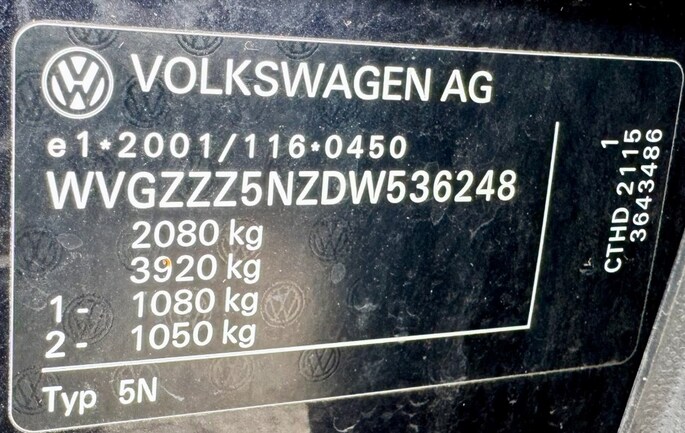 VOLKSWAGEN AG
e1*2001/116*0450
WVGZZZ5NZDW536248
2080 kg
3920 kg
1 - 1080 kg
2 - 1050 kg
Typ 5N
1
CTHD 2115
3643486